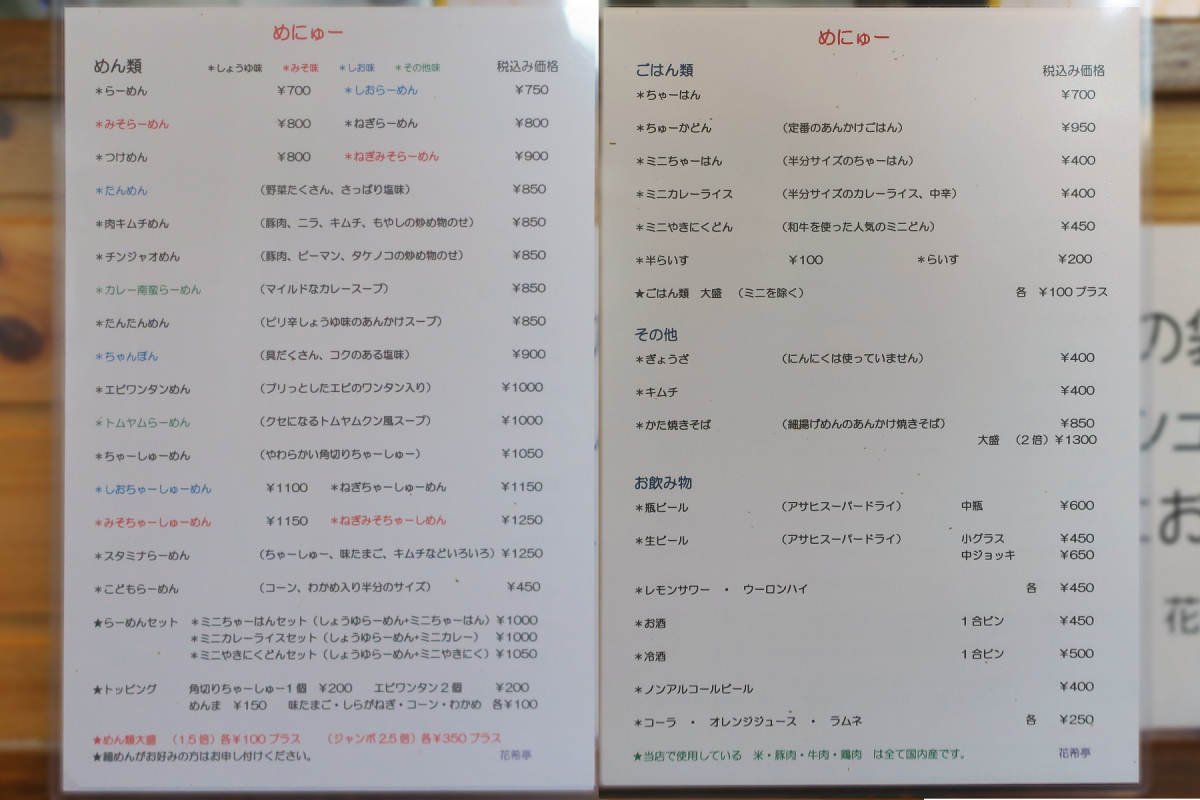 めにゅー
めん類 *しょうゆ味 *みそ味 *しお味 *その他味 税込み価格
*らーめん ¥700 *しおらーめん ¥750
*みそらーめん ¥800 *ねぎらーめん ¥800
*つけめん ¥800 *ねぎみそらーめん ¥900
*たんめん (野菜たくさん、さっぱり塩味) ¥850
*肉キムチめん (豚肉、ニラ、キムチ、もやしの炒め物のせ) ¥850
*チンジャオめん (豚肉、ピーマン、タケノコの炒め物のせ) ¥850
*カレー南蛮らーめん (マイルドなカレースープ) ¥850
*たんたんめん (ピリ辛しょうゆ味のあんかけスープ) ¥850
*ちゃんぽん (具だくさん、コクのある塩味) ¥900
*エビワンタンめん (プリっとしたエビのワンタン入り) ¥1000
*トムヤムらーめん (クセになるトムヤムクン風スープ) ¥1000
*ちゃーしゅーめん (やわらかい角切りちゃーしゅー) ¥1050
*しおちゃーしゅーめん ¥1100 *ねぎちゃーしゅーめん ¥1150
*みそちゃーしゅーめん ¥1150 *ねぎみそちゃーしめん ¥1250
*スタミナらーめん (ちゃーしゅー、味たまご、キムチなどいろいろ) ¥1250
*こどもらーめん (コーン、わかめ入り半分のサイズ) ¥450
★らーめんセット *ミニちゃーはんセット(しょうゆらーめん+ミニちゃーはん) ¥1000
*ミニカレーライスセット(しょうゆらーめん+ミニカレー) ¥1000
*ミニやきにくどんセット(しょうゆらーめん+ミニやきにく) ¥1050
★トッピング 角切りちゃーしゅー1個 ¥200 エビワンタン2個 ¥200
めんま ¥150 味たまご・しらがねぎ・コーン・わかめ 各¥100
★めん類大盛 (1.5倍)各¥100プラス (ジャンボ2.5倍)各¥350プラス
★細めんがお好みの方はお申し付けください。 花希亭
めにゅー
ごはん類 税込み価格
*ちゃーはん ¥700
*ちゅーかどん (定番のあんかけごはん) ¥950
*ミニちゃーはん (半分サイズのちゃーはん) ¥400
*ミニカレーライス (半分サイズのカレーライス、中辛) ¥400
*ミニやきにくどん (和牛を使った人気のミニどん) ¥450
*半らいす ¥100 *らいす ¥200
★ごはん類 大盛 (ミニを除く) 各 ¥100プラス
その他
*ぎょうざ (にんにくは使っていません) ¥400
*キムチ ¥400
*かた焼きそば (細揚げめんのあんかけ焼きそば) ¥850
大盛 (2倍) ¥1300
お飲み物
*瓶ビール (アサヒスーパードライ) 中瓶 ¥600
*生ビール (アサヒスーパードライ) 小グラス ¥450
中ジョッキ ¥650
*レモンサワー ・ ウーロンハイ 各 ¥450
*お酒 1合ビン ¥450
*冷酒 1合ビン ¥500
*ノンアルコールビール ¥400
*コーラ ・ オレンジジュース ・ ラムネ 各 ¥250
★当店で使用している 米・豚肉・牛肉・鶏肉 は全て国内産です。 花希亭
の
ンユ
にお
花